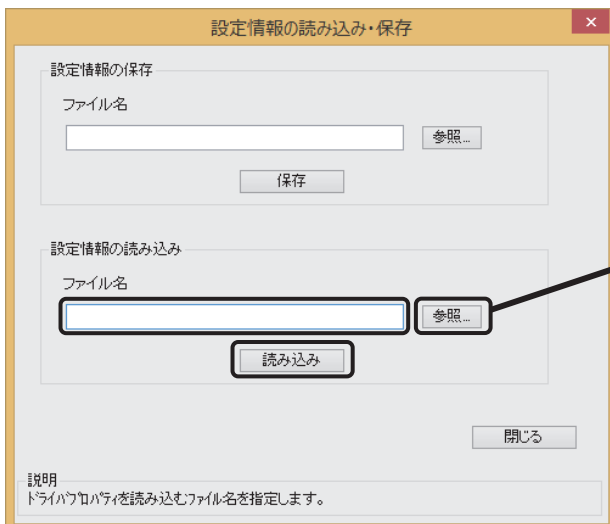 設定情報の読み込み・保存
設定情報の保存
ファイル名
参照...
保存
設定情報の読み込み
ファイル名
参照...
読み込み
閉じる
説明
ﾄﾞﾗｲﾊﾞﾌﾟﾛﾊﾟﾃｨを読み込むﾌｧｲﾙ名を指定します。